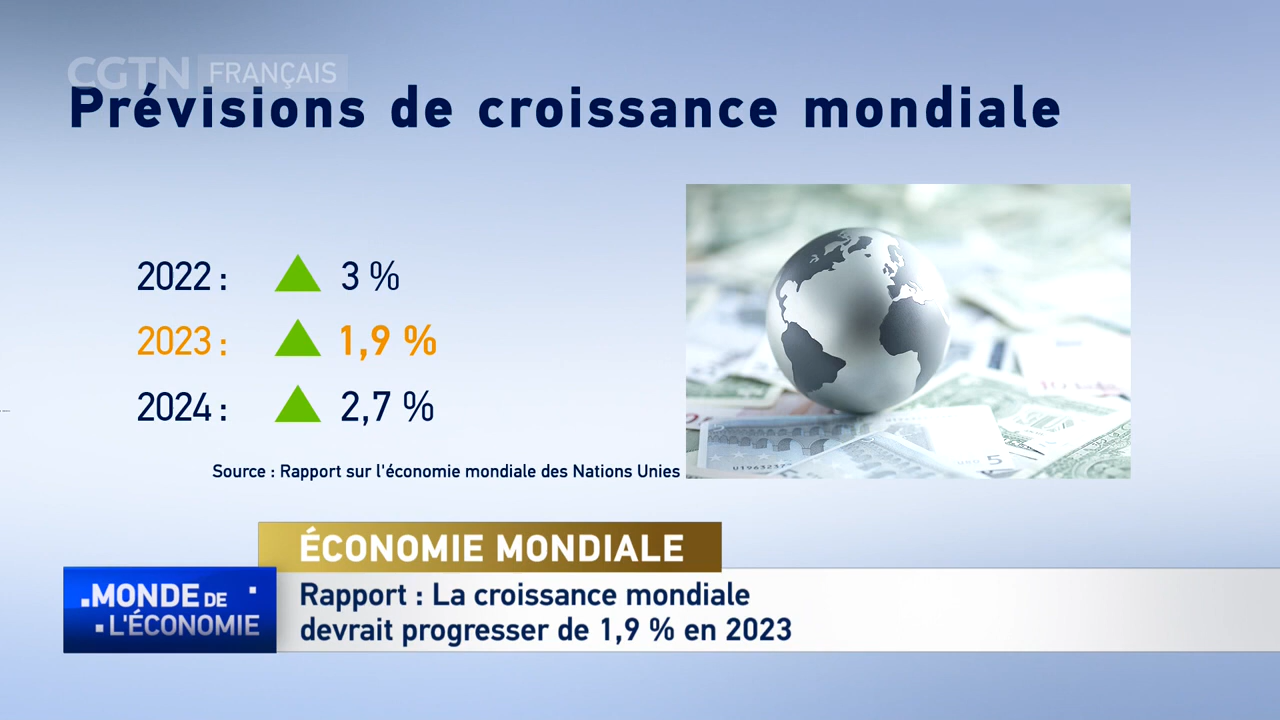 CGTN FRANÇAIS
Prévisions de croissance mondiale
2022 : 3 %
2023 : 1,9 %
2024 : 2,7 %
Source : Rapport sur l'économie mondiale des Nations Unies
ÉCONOMIE MONDIALE
MONDE DE
L'ÉCONOMIE
Rapport : La croissance mondiale
devrait progresser de 1,9 % en 2023